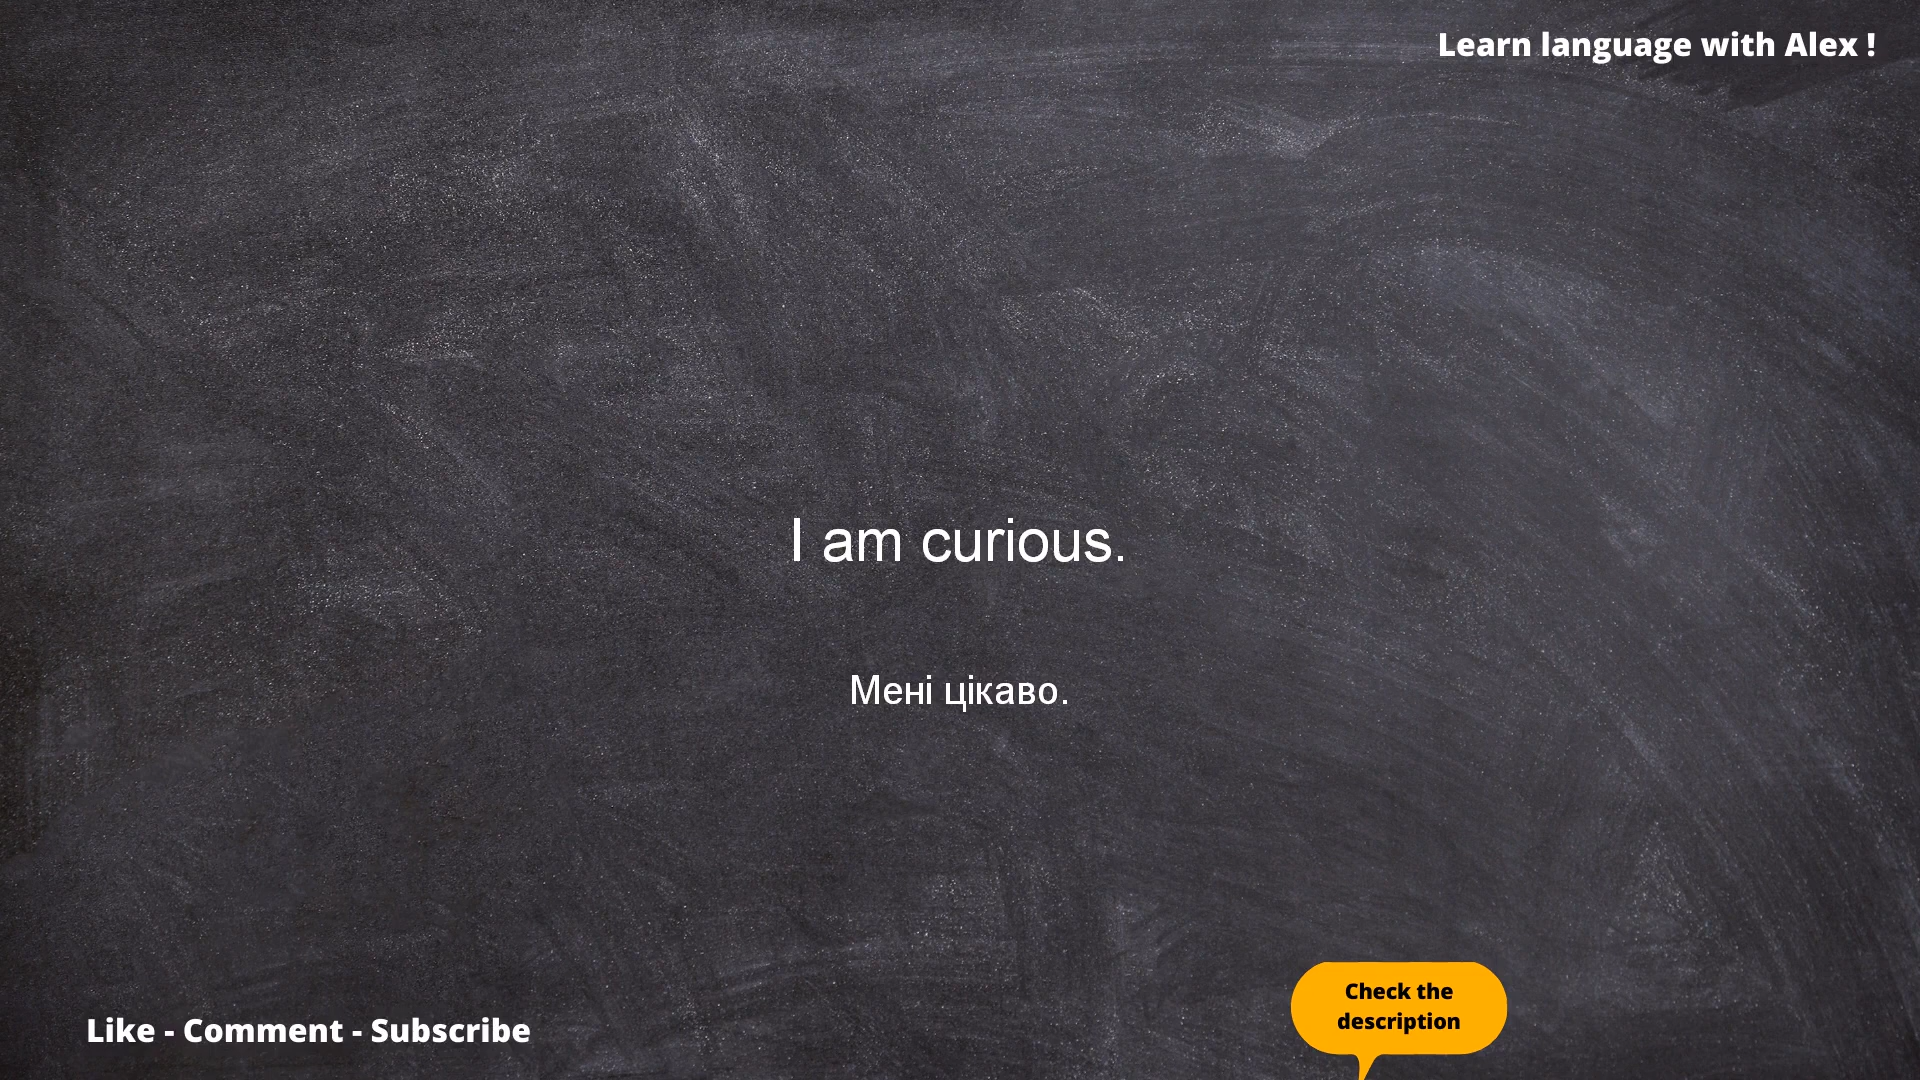 Learn language with Alex !
I am curious.
Мені цікаво.
Check the
description
Like - Comment - Subscribe